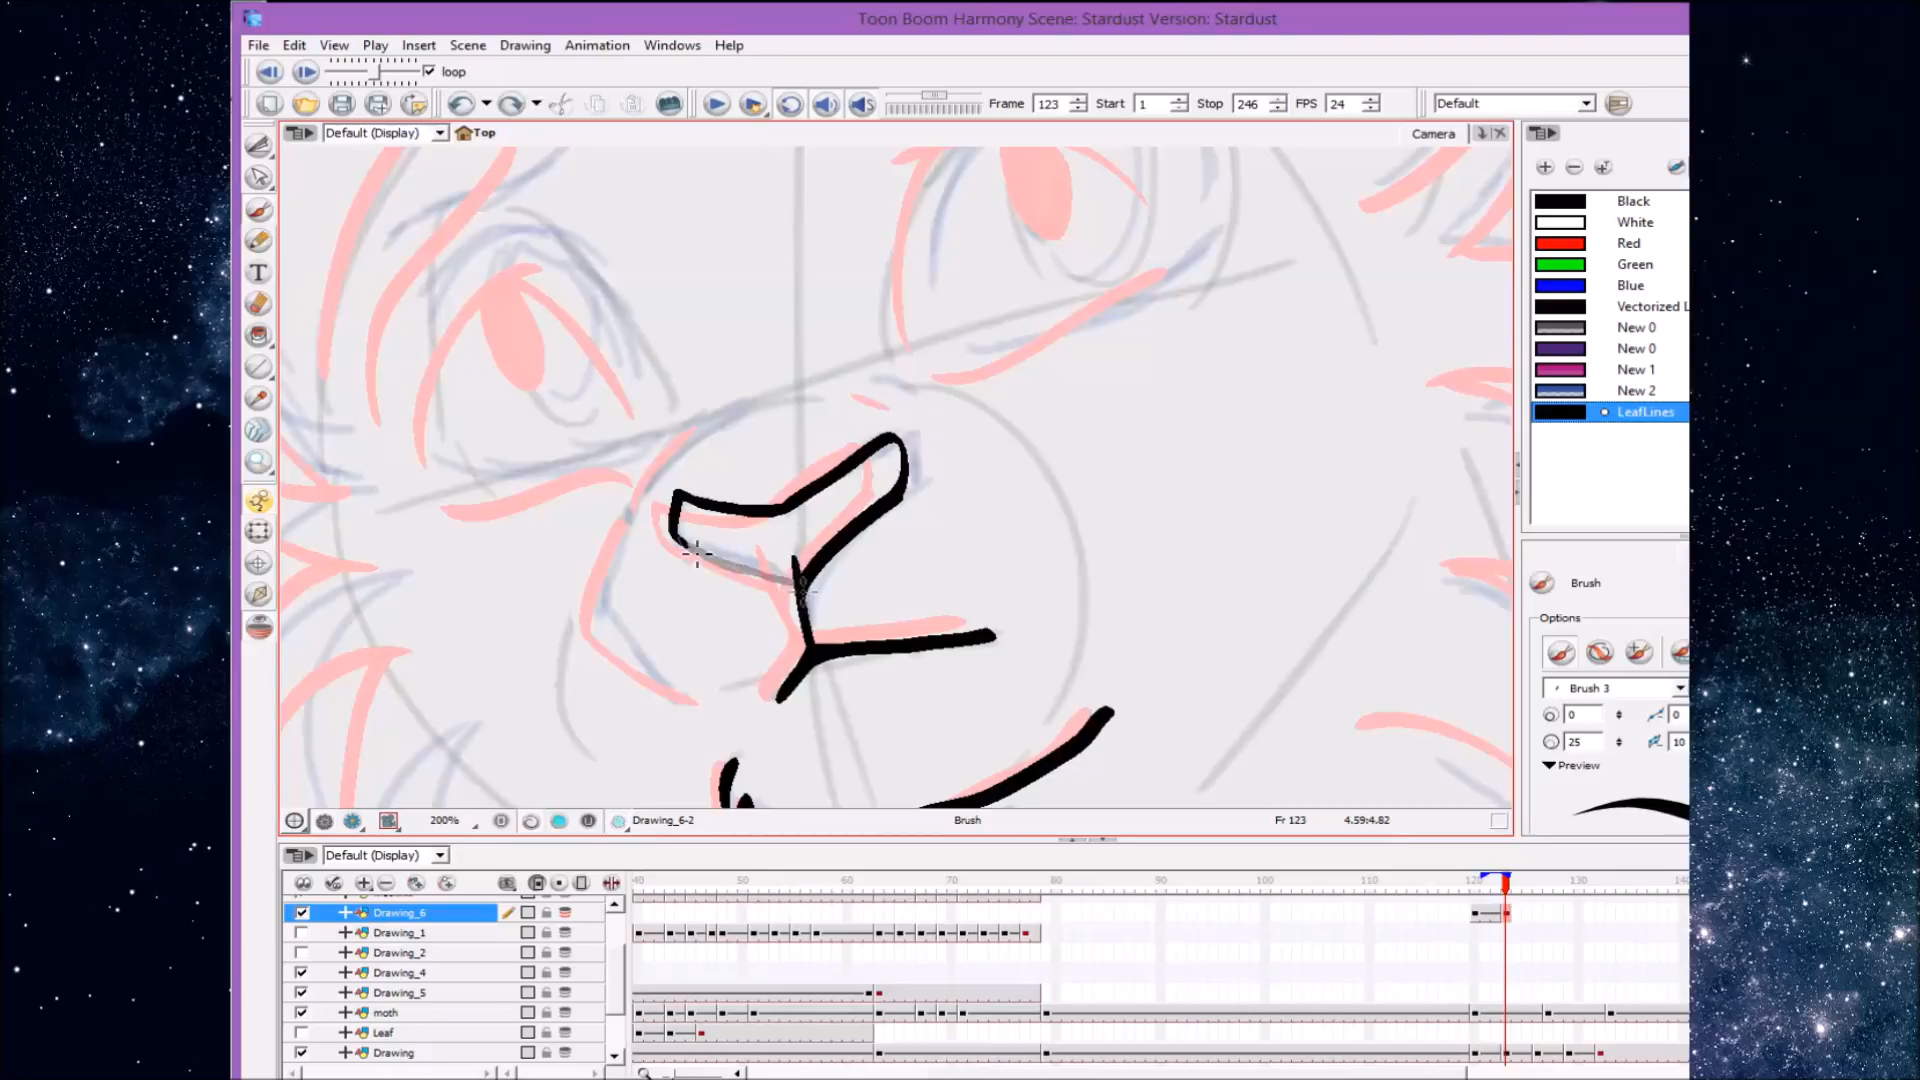 Toon Boom Harmony Scene: Stardust Version: Stardust
File Edit View Play Insert Scene Drawing Animation Windows Help
loop
Frame 123 Start 1 Stop 246 FPS 24 Default
Default (Display) Top Camera
Black
White
Red
Green
Blue
Vectorized L
New 0
New 0
New 1
New 2
LeafLines
Brush
Options
Brush 3
0 0
25 10
Preview
200% Drawing_6-2 Brush Fr 123 4.59:4.82
Default (Display)
40 50 60 70 80 90 100 110 120 130
Drawing_6
Drawing_1
Drawing_2
Drawing_4
Drawing_5
moth
Leaf
Drawing